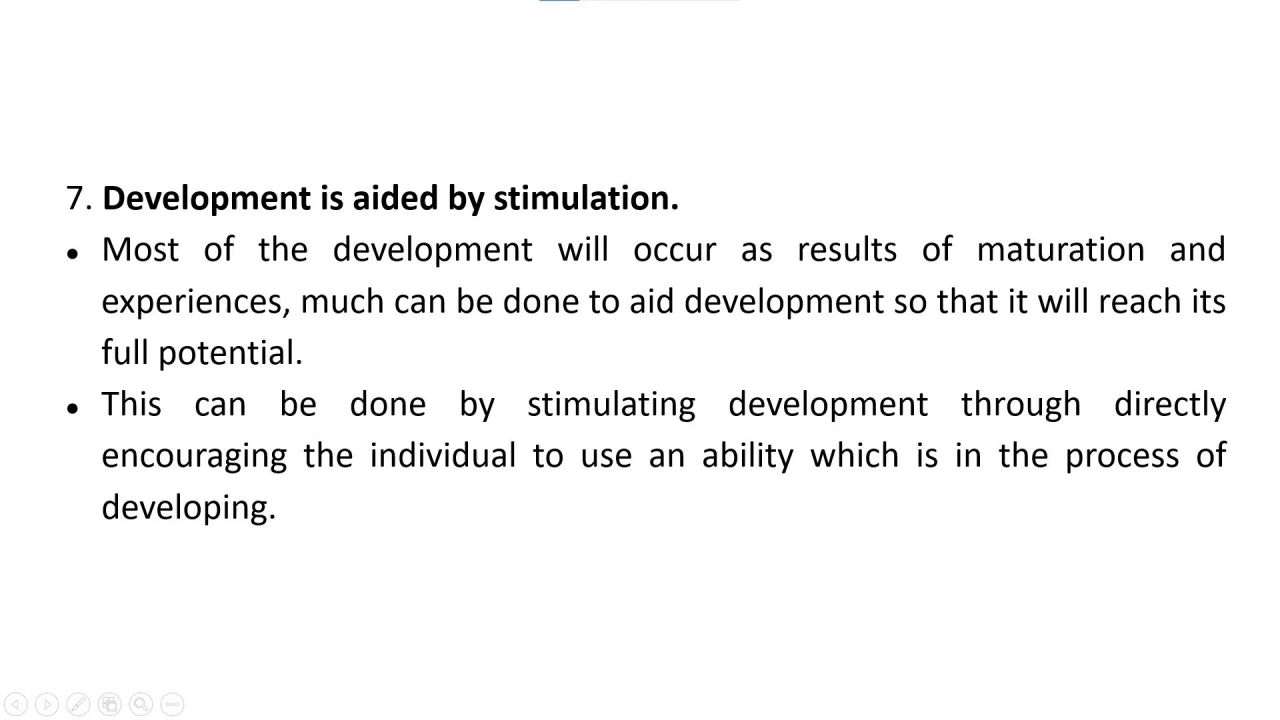 7. Development is aided by stimulation.
• Most of the development will occur as results of maturation and
experiences, much can be done to aid development so that it will reach its
full potential.
• This can be done by stimulating development through directly
encouraging the individual to use an ability which is in the process of
developing.